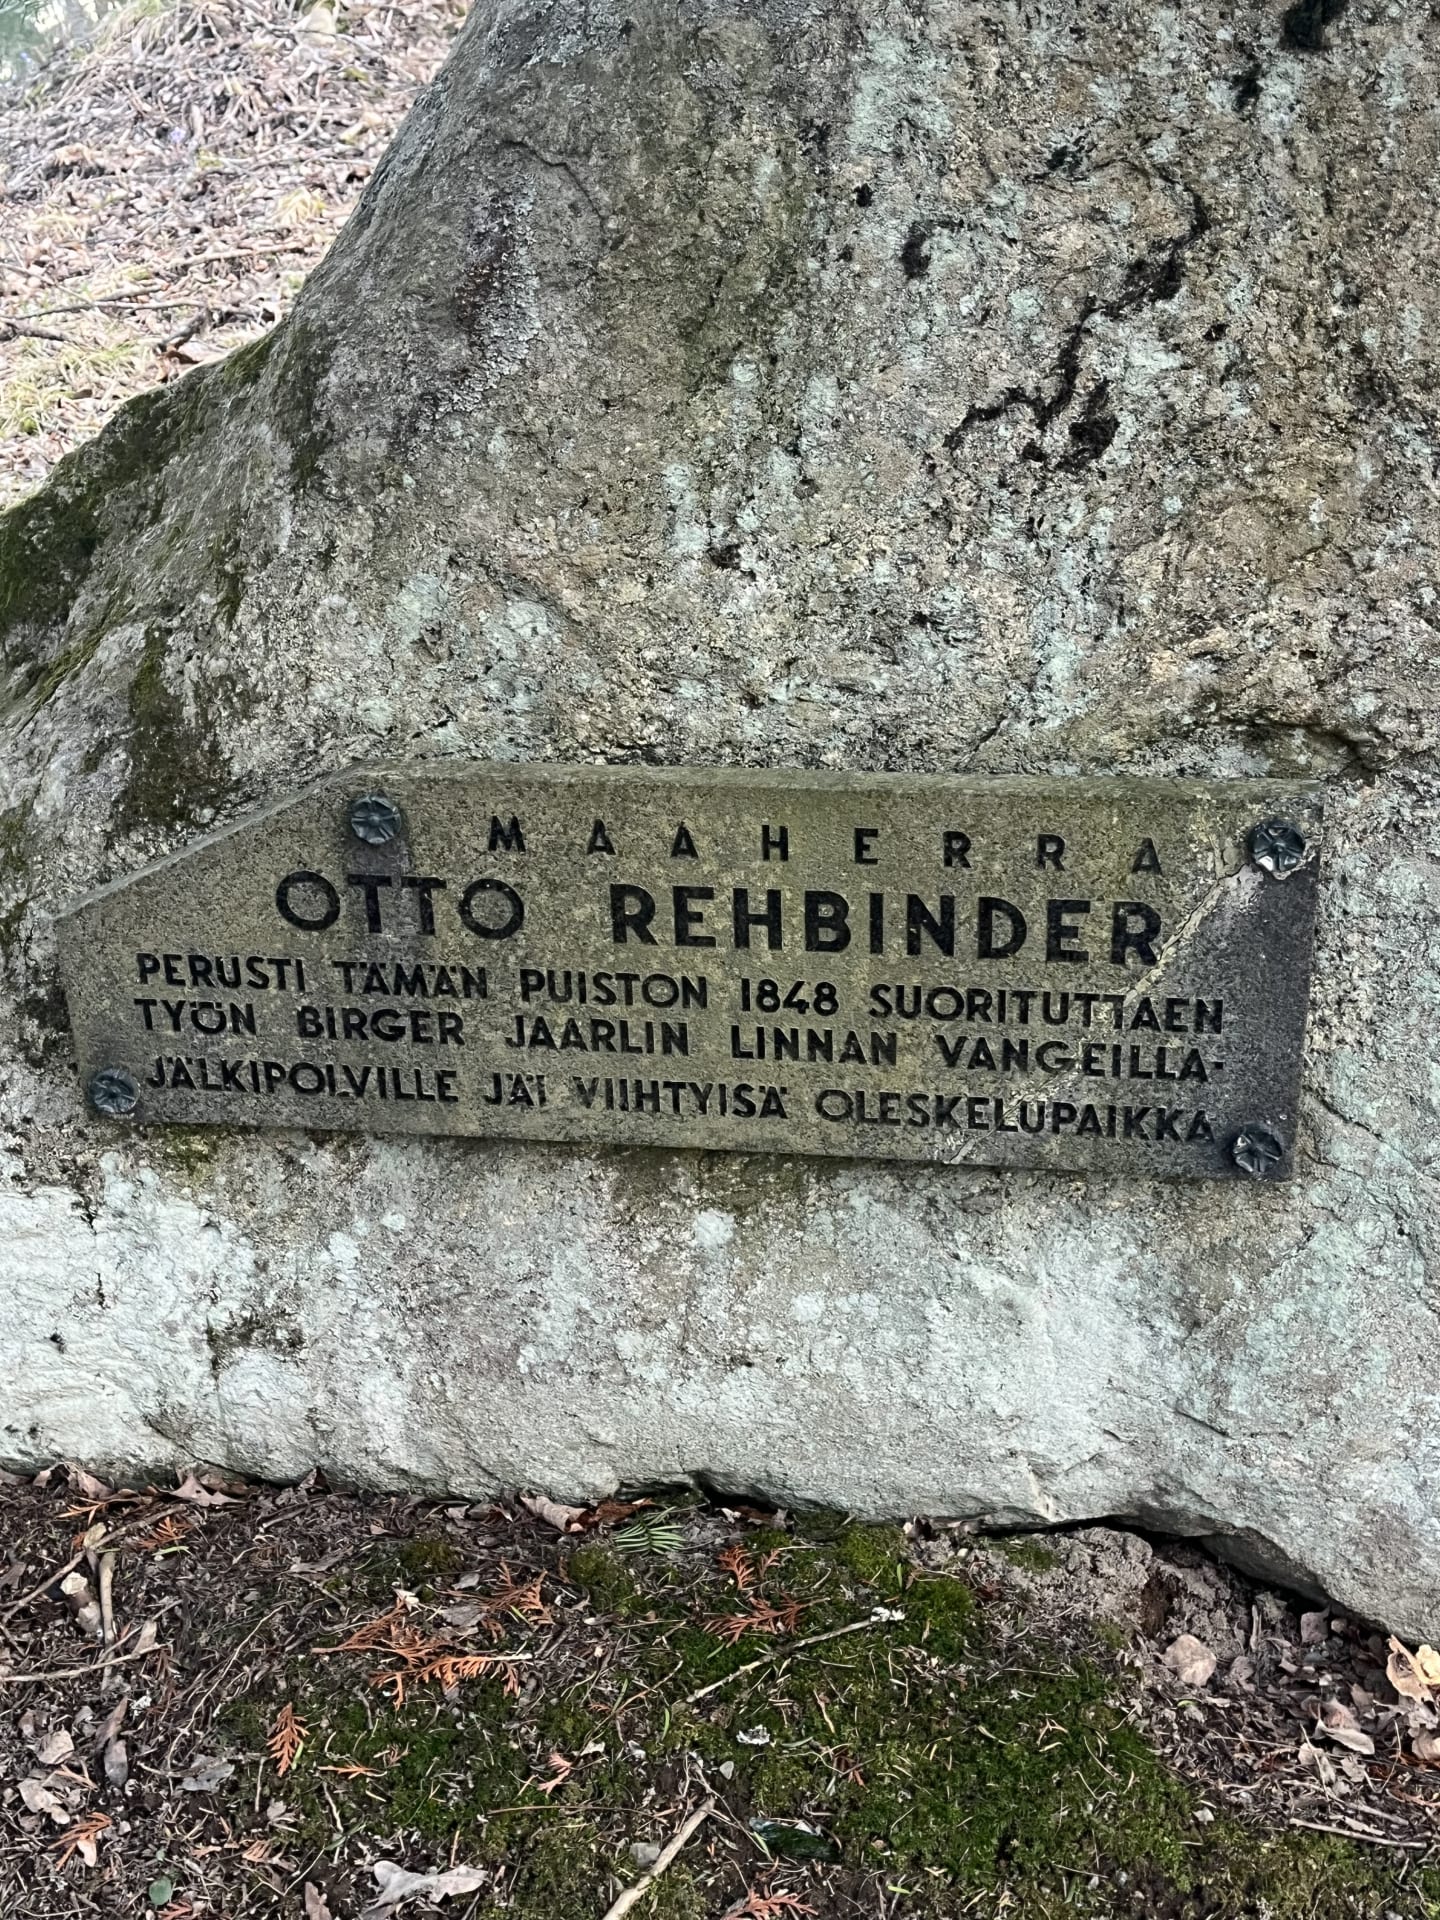 MAAHERRA
OTTO REHBINDER
PERUSTI TÄMÄN PUISTON 1848 SUORITUTTAEN
TYÖN BIRGER JAARLIN LINNAN VANGEILLA·
JÄLKIPOLVILLE JÄI VIIHTYISÄ OLESKELUPAIKKA